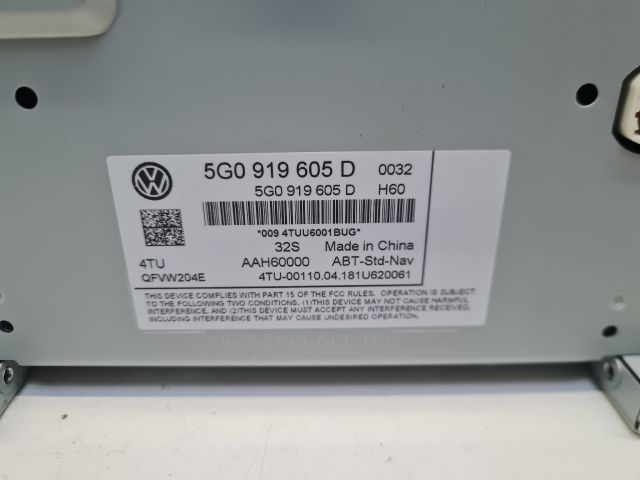 5G0 919 605 D 0032
5G0 919 605 D H60
*009 4TUU6001BUG*
32S Made in China
4TU AAH60000 ABT-Std-Nav
QFVW204E 4TU-00110.04.181U620061
THIS DEVICE COMPLIES WITH PART 15 OF THE FCC RULES. OPERATION IS SUBJECT
TO THE FOLLOWING TWO CONDITIONS. (1)THIS DEVICE MAY NOT CAUSE HARMFUL
INTERFERENCE, AND (2)THIS DEVICE MUST ACCEPT ANY INTERFERENCE RECEIVED,
INCLUDING INTERFERENCE THAT MAY CAUSE UNDESIRED OPERATION.